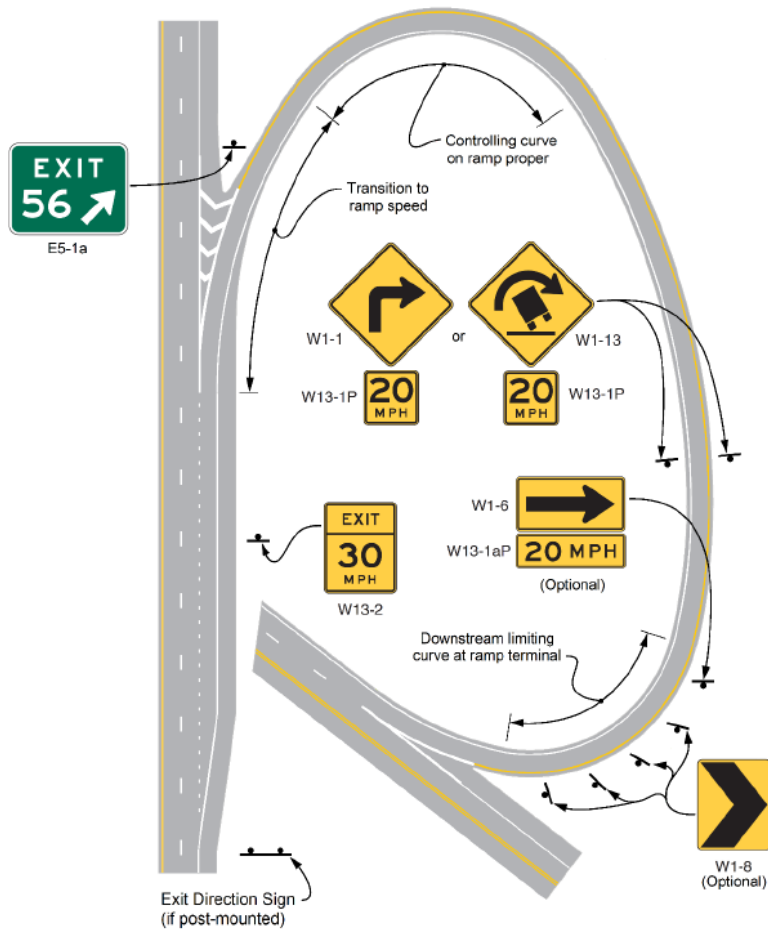 Controlling curve
on ramp proper
EXIT
56
E5-1a
Transition to
ramp speed
W1-1
or
W1-13
W13-1P
20
MPH
20
MPH
W13-1P
W1-6
W13-1aP
20 MPH
(Optional)
EXIT
30
MPH
W13-2
Downstream limiting
curve at ramp terminal
W1-8
(Optional)
Exit Direction Sign
(if post-mounted)